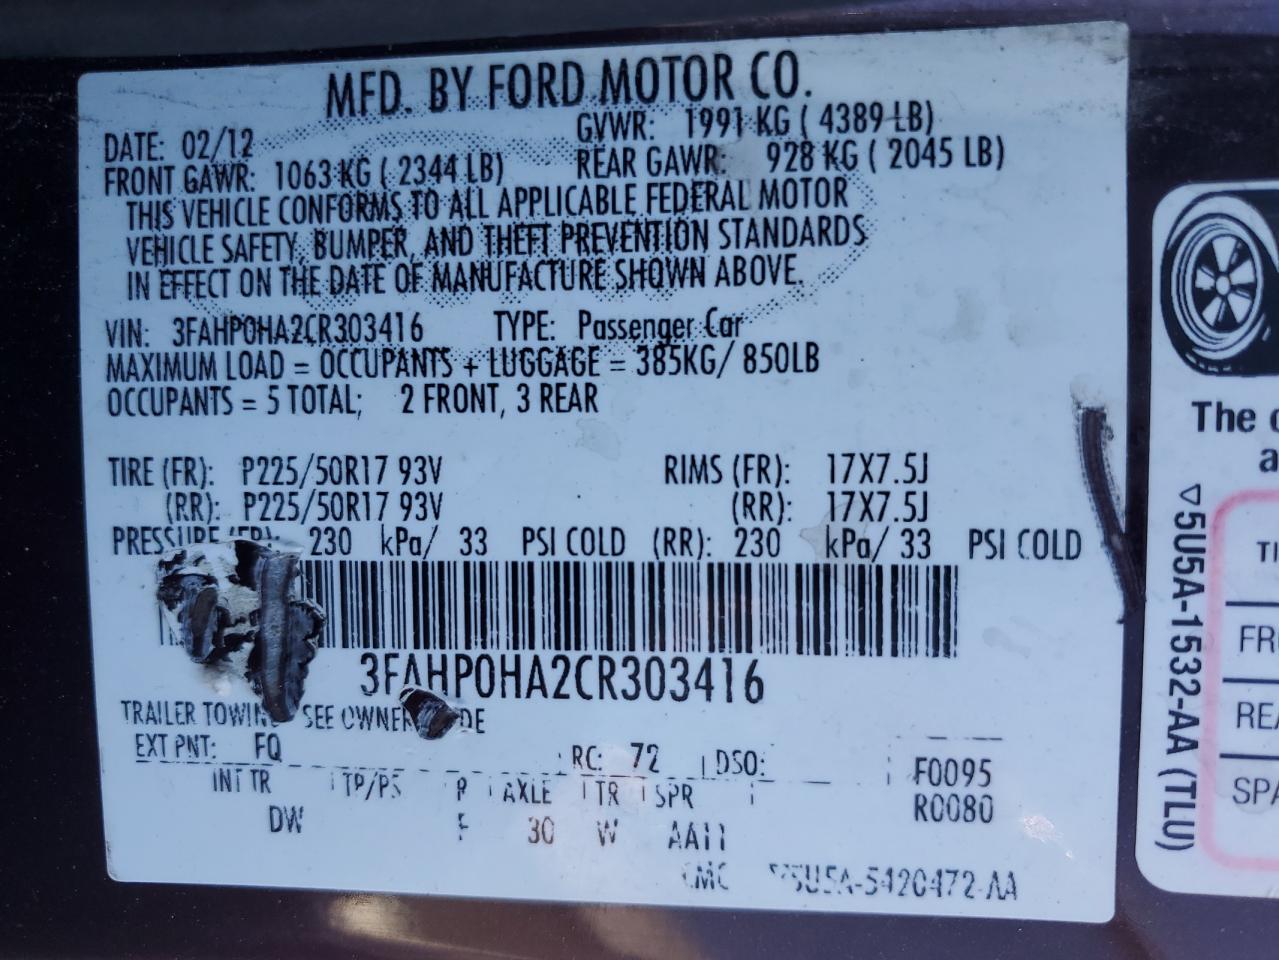 MFD. BY FORD MOTOR CO.
DATE: 02/12
GVWR: 1991 KG ( 4389 LB)
FRONT GAWR: 1063 KG ( 2344 LB)
REAR GAWR: 928 KG ( 2045 LB)
THIS VEHICLE CONFORMS TO ALL APPLICABLE FEDERAL MOTOR
VEHICLE SAFETY, BUMPER, AND THEFT PREVENTION STANDARDS
IN EFFECT ON THE DATE OF MANUFACTURE SHOWN ABOVE.
VIN: 3FAHP0HA2CR303416 TYPE: Passenger Car
MAXIMUM LOAD = OCCUPANTS + LUGGAGE = 385KG/ 850LB
OCCUPANTS = 5 TOTAL; 2 FRONT, 3 REAR
TIRE (FR): P225/50R17 93V RIMS (FR): 17X7.5J
(RR): P225/50R17 93V (RR): 17X7.5J
PRESSURE (FR): 230 kPa/ 33 PSI COLD (RR): 230 kPa/ 33 PSI COLD
3FAHP0HA2CR303416
TRAILER TOWING SEE OWNER
EXT PNT: FQ RC: 72 DSO: F0095
INT TR TP/PS R AXLE TR SPR R0080
DW F 30 W AA11
5U5A-5420472-AA
The
5U5A-1532-AA (TLU)